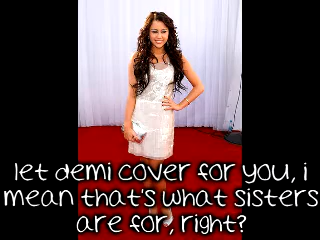 let demi cover for you, i
mean that's what sisters
are for, right?